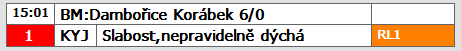 15:01 BM:Dambořice Korábek 6/0
1 KYJ Slabost,nepravidelně dýchá RL1